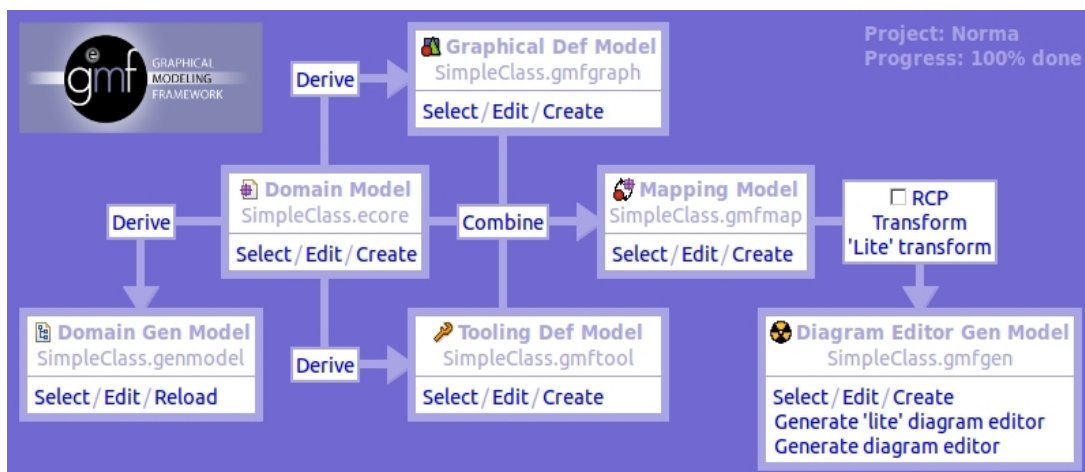 e
gmf
GRAPHICAL
MODELING
FRAMEWORK
Project: Norma
Progress: 100% done
Graphical Def Model
SimpleClass.gmfgraph
Select/Edit/Create
Derive
Domain Model
SimpleClass.ecore
Select/Edit/Create
Derive
Combine
Mapping Model
SimpleClass.gmfmap
Select/Edit/Create
RCP
Transform
'Lite' transform
Domain Gen Model
SimpleClass.genmodel
Select/Edit/Reload
Derive
Tooling Def Model
SimpleClass.gmftool
Select/Edit/Create
Diagram Editor Gen Model
SimpleClass.gmfgen
Select/Edit/Create
Generate 'lite' diagram editor
Generate diagram editor